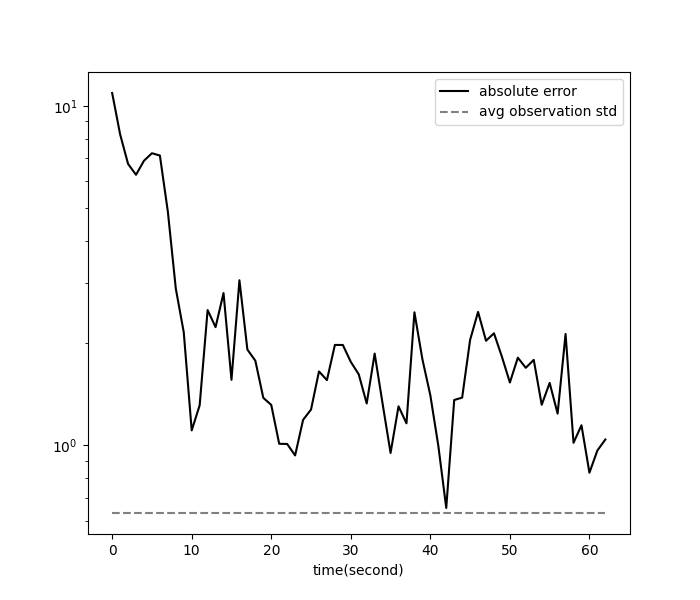 absolute error
avg observation std
10¹
10⁰
0 10 20 30 40 50 60
time(second)